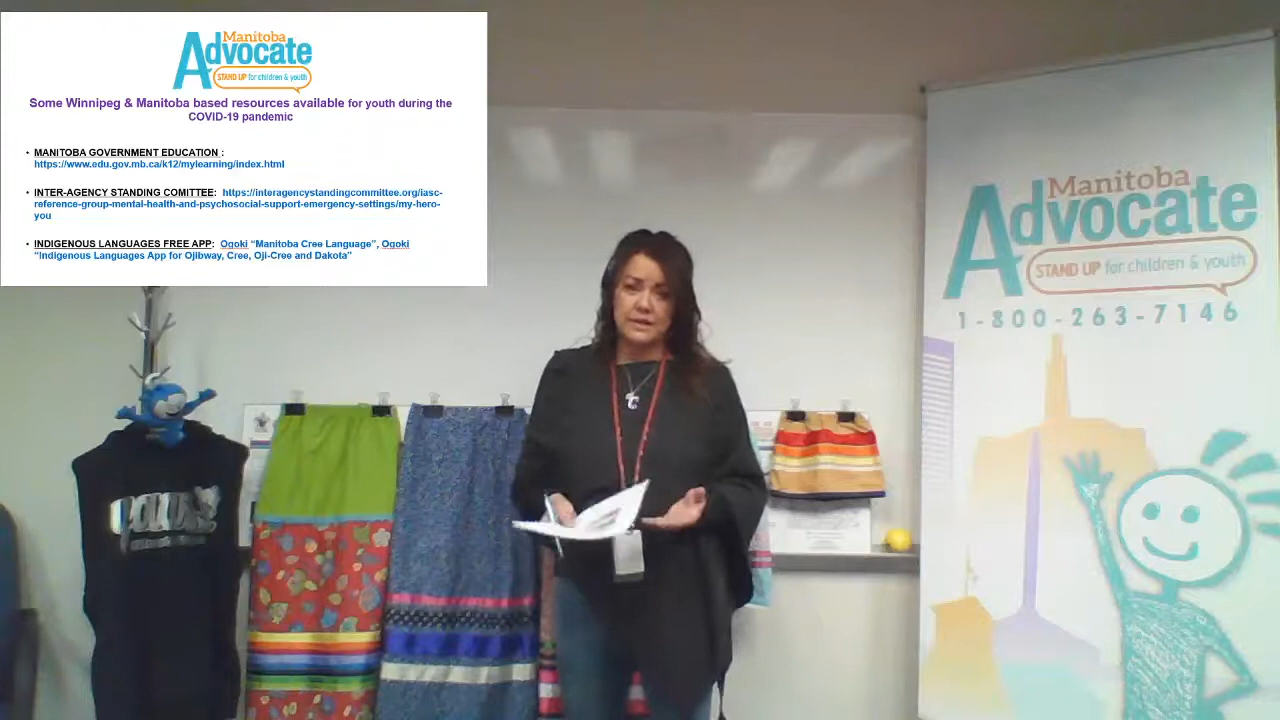 Manitoba
Advocate
STAND UP for children & youth
Some Winnipeg & Manitoba based resources available for youth during the
COVID-19 pandemic
• MANITOBA GOVERNMENT EDUCATION :
https://www.edu.gov.mb.ca/k12/mylearning/index.html
• INTER-AGENCY STANDING COMITTEE: https://interagencystandingcommittee.org/iasc-
reference-group-mental-health-and-psychosocial-support-emergency-settings/my-hero-
you
• INDIGENOUS LANGUAGES FREE APP: Ogoki “Manitoba Cree Language”, Ogoki
“Indigenous Languages App for Ojibway, Cree, Oji-Cree and Dakota”
Manitoba
Advocate
STAND UP for children & youth
1-800-263-7146